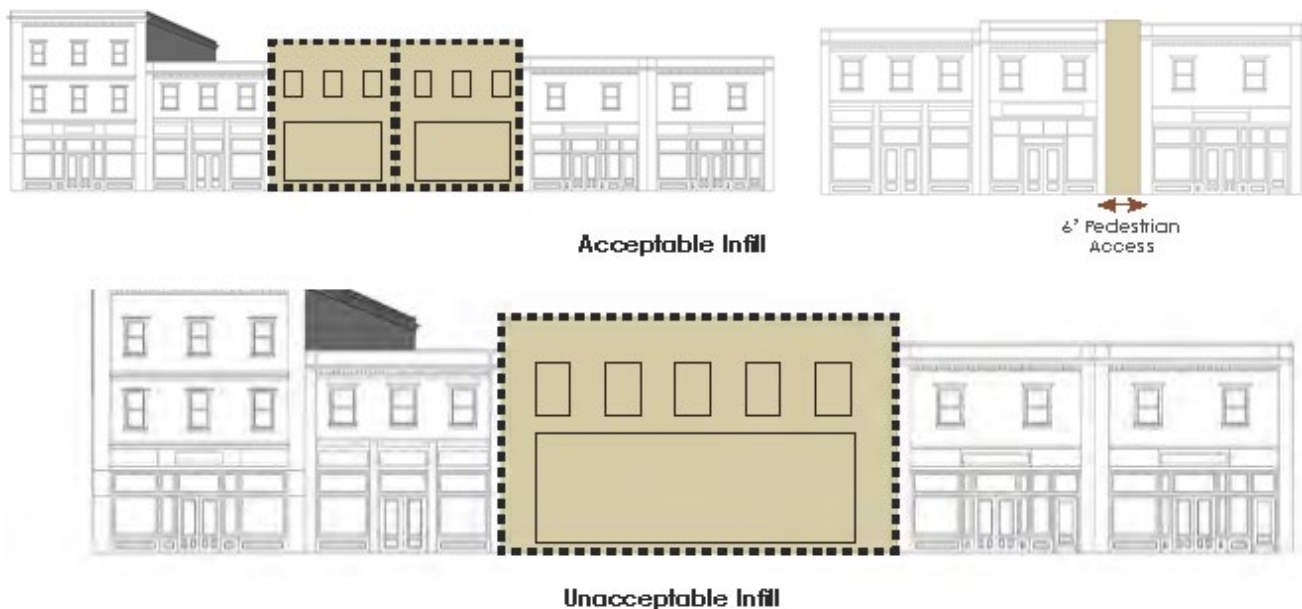 6' Pedestrian
Access
Acceptable Infill
Unacceptable Infill